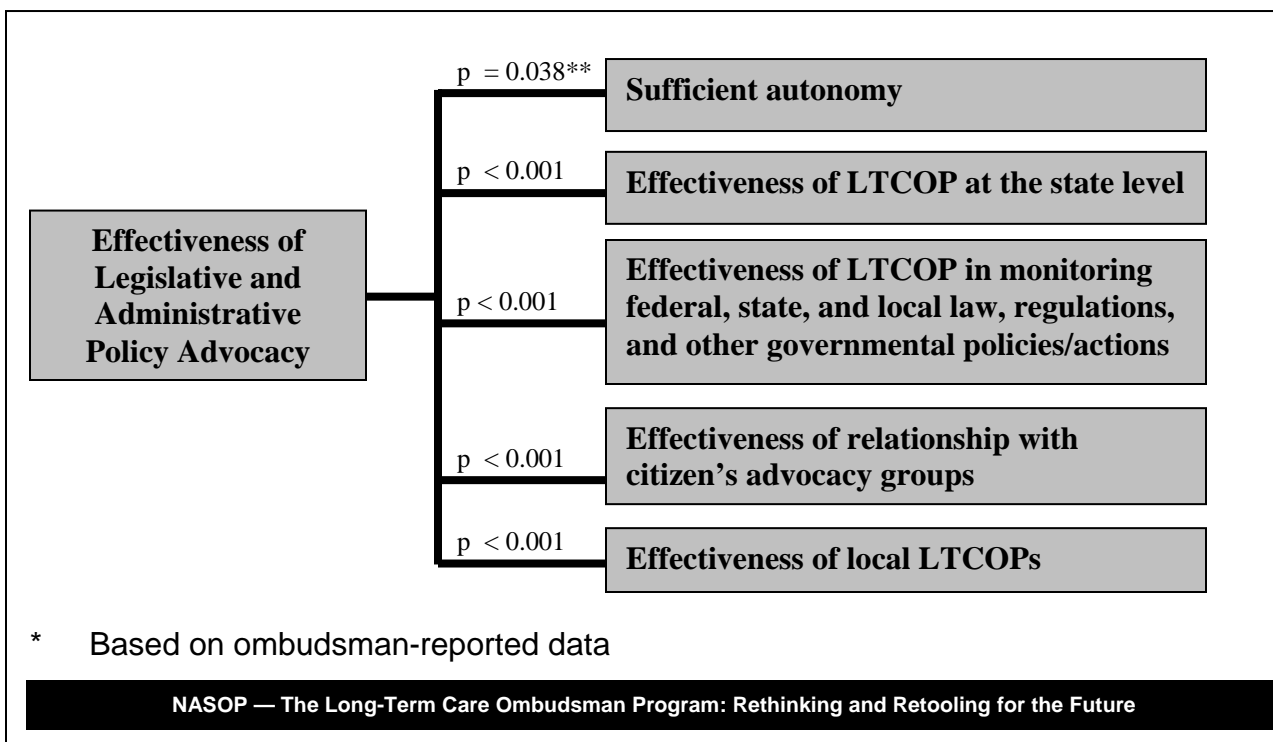 Effectiveness of
Legislative and
Administrative
Policy Advocacy
p = 0.038**
Sufficient autonomy
p < 0.001
Effectiveness of LTCOP at the state level
p < 0.001
Effectiveness of LTCOP in monitoring
federal, state, and local law, regulations,
and other governmental policies/actions
p < 0.001
Effectiveness of relationship with
citizen’s advocacy groups
p < 0.001
Effectiveness of local LTCOPs
* Based on ombudsman-reported data
NASOP — The Long-Term Care Ombudsman Program: Rethinking and Retooling for the Future